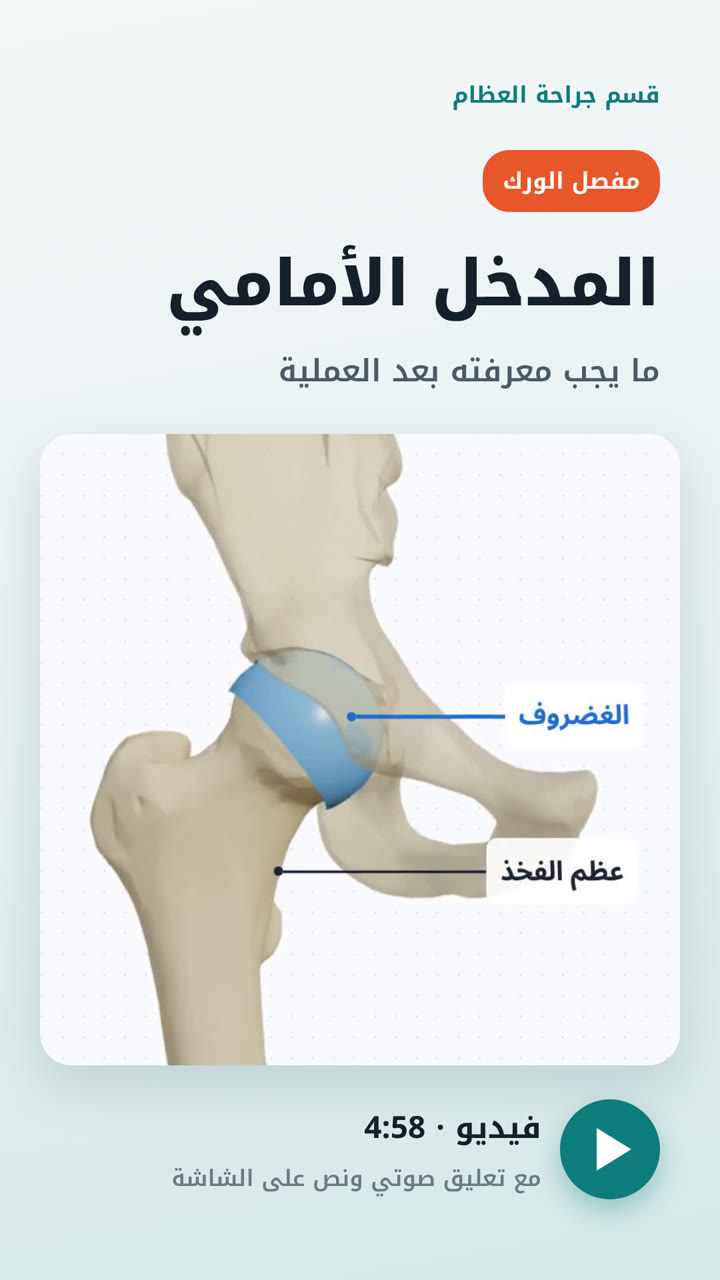 قسم جراحة العظام
مفصل الورك
المدخل الأمامي
ما يجب معرفته بعد العملية
الغضروف
عظم الفخذ
فيديو · 4:58
مع تعليق صوتي ونص على الشاشة